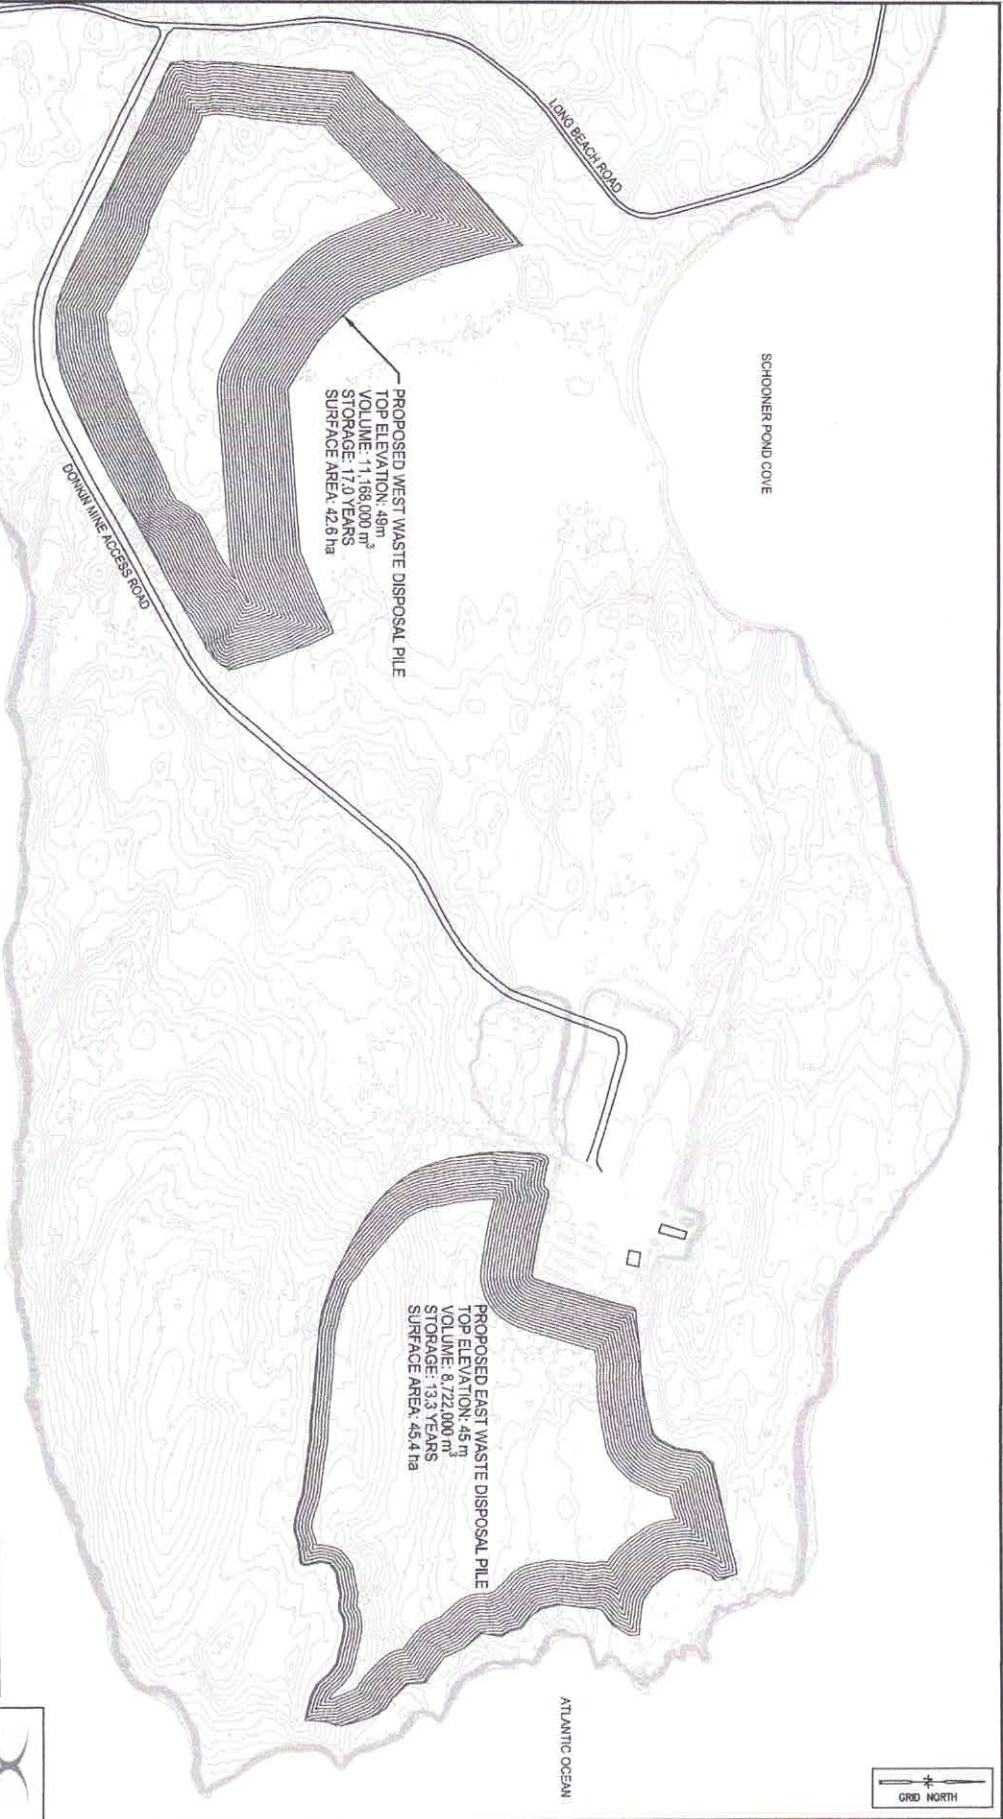 LONG BEACH ROAD
SCHOONER POND COVE
PROPOSED WEST WASTE DISPOSAL PILE
TOP ELEVATION: 49m
VOLUME: 11,168,000 m³
STORAGE: 17.0 YEARS
SURFACE AREA: 42.6 ha
DONKIN MINE ACCESS ROAD
PROPOSED EAST WASTE DISPOSAL PILE
TOP ELEVATION: 45 m
VOLUME: 8,722,000 m³
STORAGE: 13.3 YEARS
SURFACE AREA: 45.4 ha
ATLANTIC OCEAN
GRID NORTH